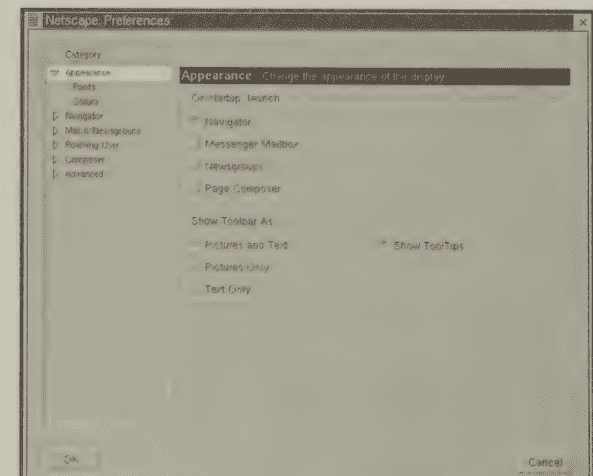 Netscape: Preferences
Category
Appearance
Fonts
Colors
Navigator
Mail & Newsgroups
Roaming User
Composer
Advanced
Appearance Change the appearance of the display
On startup, launch
Navigator
Messenger Mailbox
Newsgroups
Page Composer
Show Toolbar As
Pictures and Text
Show ToolTips
Pictures Only
Text Only
OK
Cancel